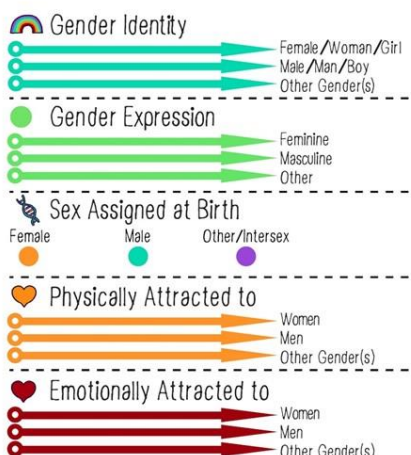 Gender Identity
Female/Woman/Girl
Male/Man/Boy
Other Gender(s)
Gender Expression
Feminine
Masculine
Other
Sex Assigned at Birth
Female Male Other/Intersex
Physically Attracted to
Women
Men
Other Gender(s)
Emotionally Attracted to
Women
Men
Other Gender(s)